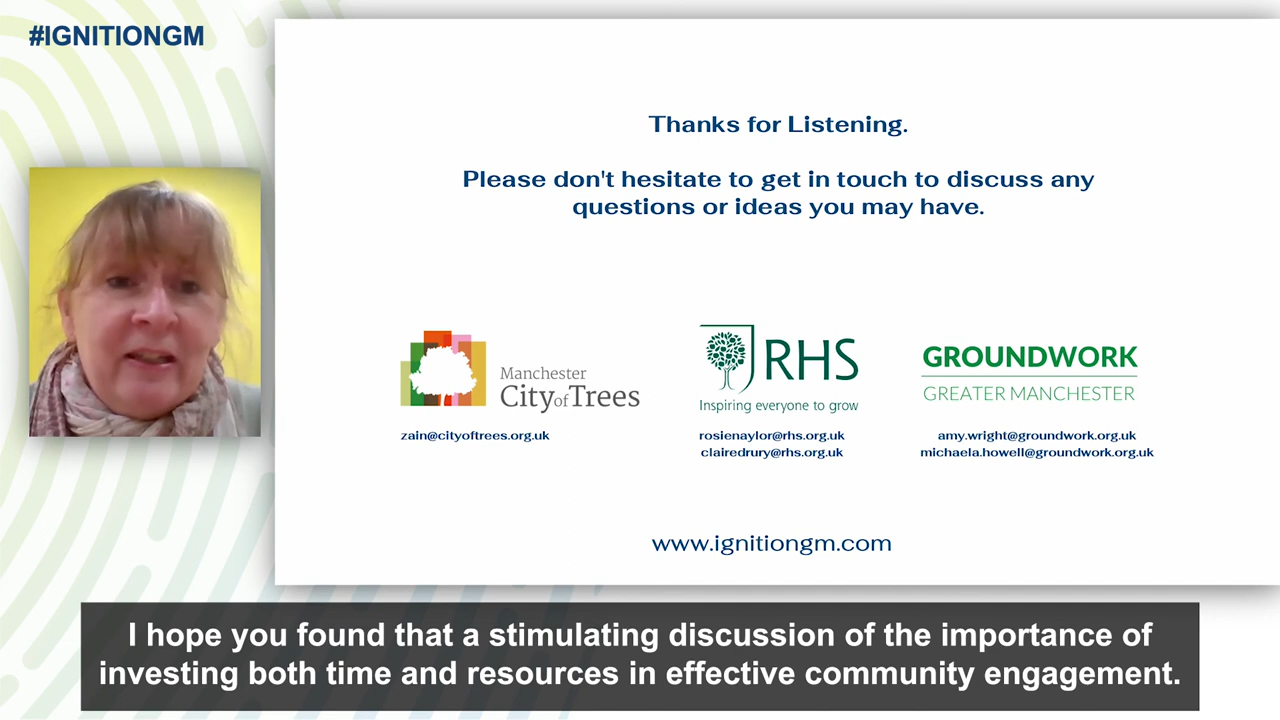 #IGNITIONGM
Thanks for Listening.
Please don't hesitate to get in touch to discuss any
questions or ideas you may have.
Manchester
City of Trees
zain@cityoftrees.org.uk
RHS
Inspiring everyone to grow
rosienaylor@rhs.org.uk
clairedrury@rhs.org.uk
GROUNDWORK
GREATER MANCHESTER
amy.wright@groundwork.org.uk
michaela.howell@groundwork.org.uk
www.ignitiongm.com
I hope you found that a stimulating discussion of the importance of
investing both time and resources in effective community engagement.